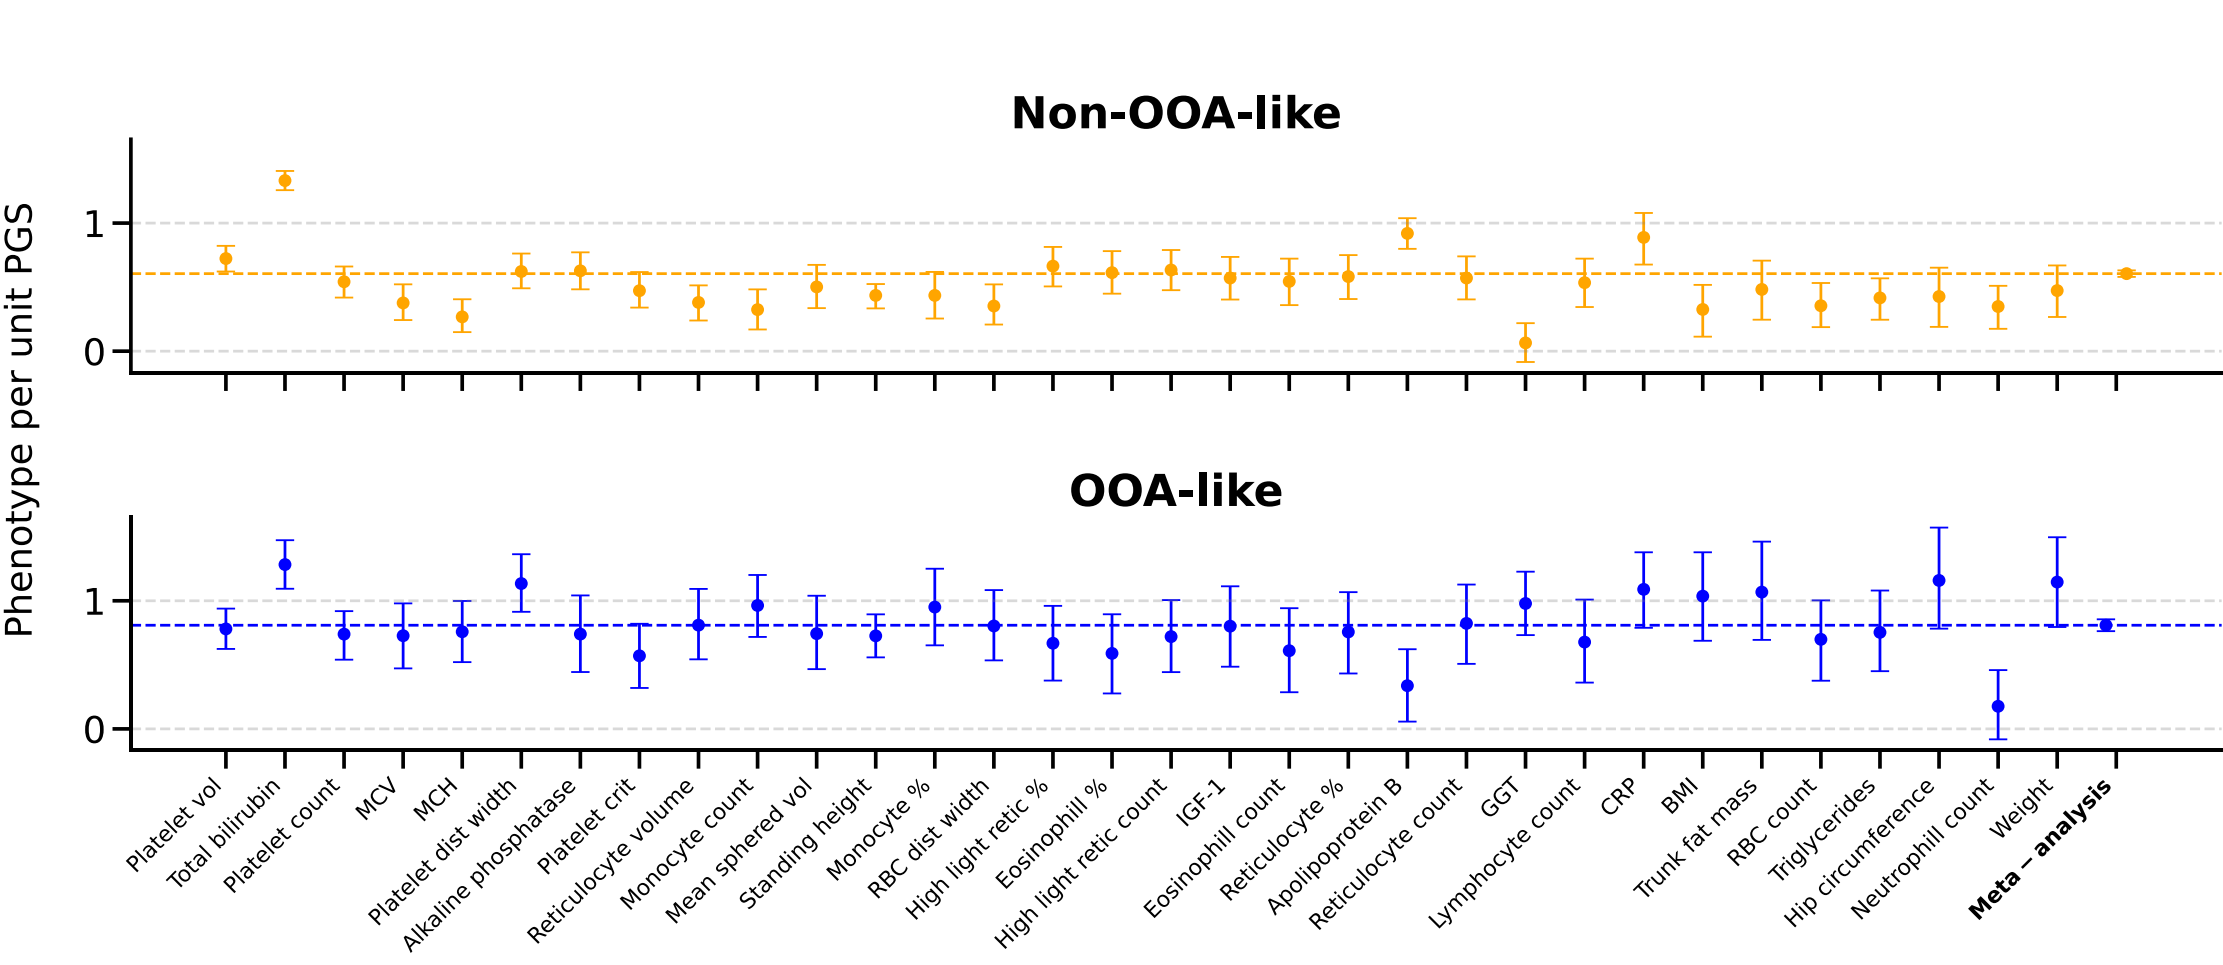 Non-OOA-like
Phenotype per unit PGS
1
0
OOA-like
1
0
Platelet vol
Total bilirubin
Platelet count
MCV
MCH
Platelet dist width
Alkaline phosphatase
Platelet crit
Reticulocyte volume
Monocyte count
Mean sphered vol
Standing height
Monocyte %
RBC dist width
High light retic %
Eosinophill %
High light retic count
IGF-1
Eosinophill count
Reticulocyte %
Apolipoprotein B
Reticulocyte count
GGT
Lymphocyte count
CRP
BMI
Trunk fat mass
RBC count
Triglycerides
Hip circumference
Neutrophill count
Weight
Meta − analysis